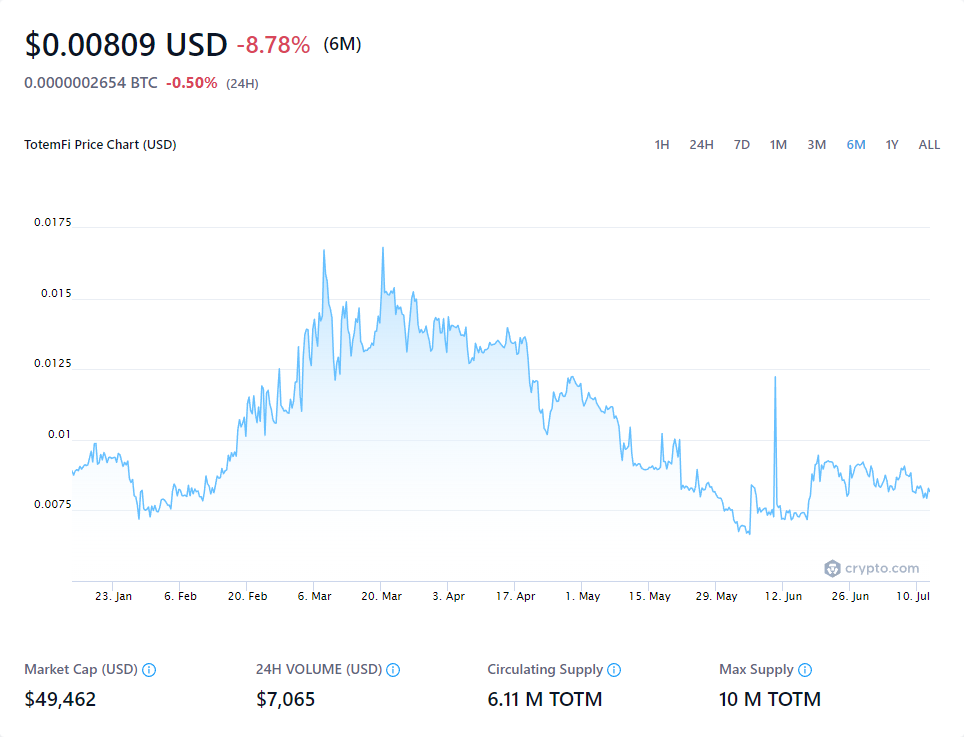 $0.00809 USD -8.78% (6M)
0.0000002654 BTC -0.50% (24H)
TotemFi Price Chart (USD) 1H 24H 7D 1M 3M 6M 1Y ALL
0.0175
0.015
0.0125
0.01
0.0075
crypto.com
23. Jan 6. Feb 20. Feb 6. Mar 20. Mar 3. Apr 17. Apr 1. May 15. May 29. May 12. Jun 26. Jun 10. Jul
Market Cap (USD) 24H VOLUME (USD) Circulating Supply Max Supply
$49,462 $7,065 6.11 M TOTM 10 M TOTM